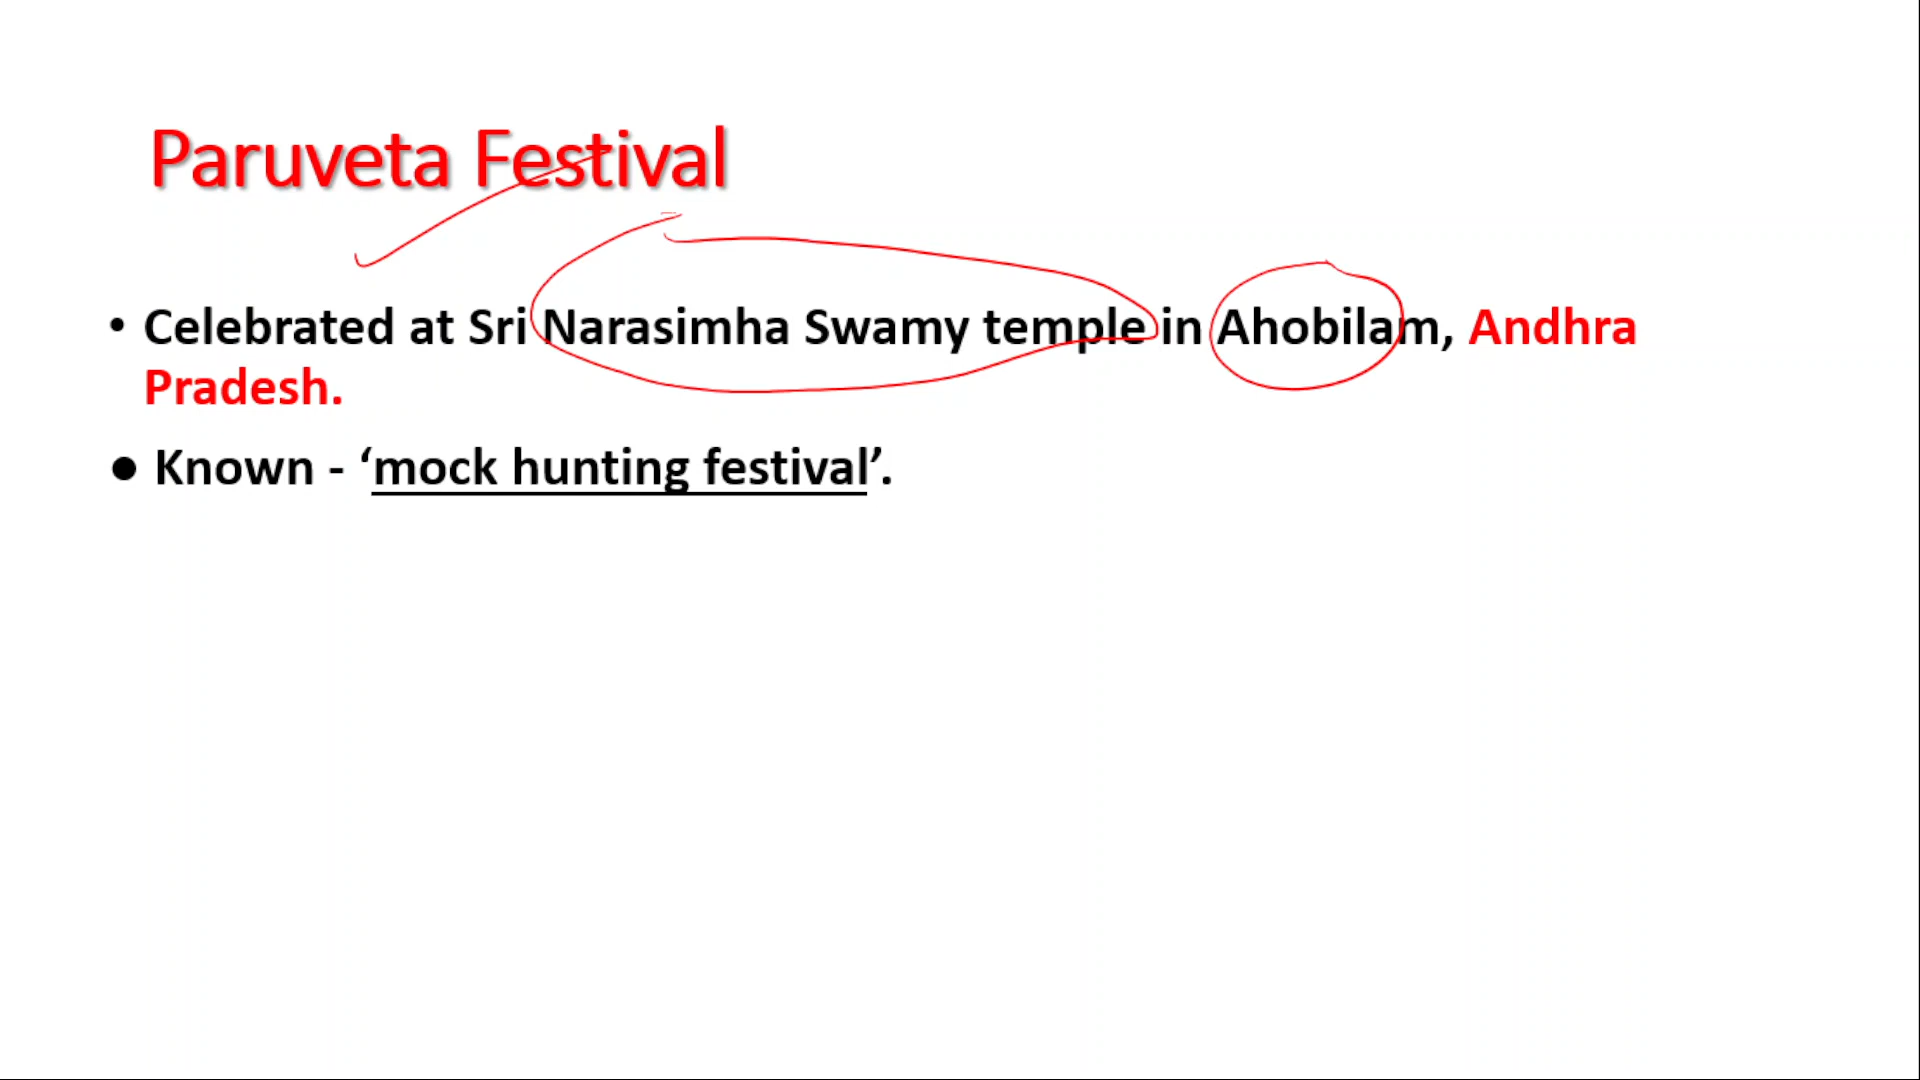 Paruveta Festival
• Celebrated at Sri Narasimha Swamy temple in Ahobilam, Andhra
Pradesh.
● Known - ‘mock hunting festival’.